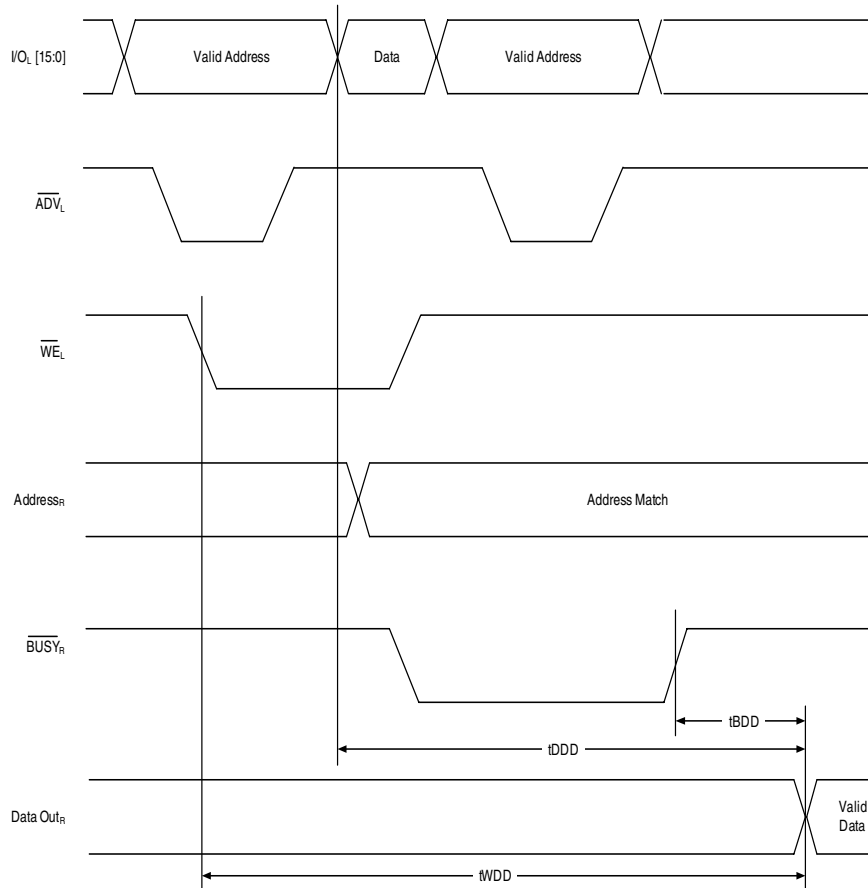 I/OL [15:0]
Valid Address
Data
Valid Address
ADVL
WEL
AddressR
Address Match
BUSYR
tBDD
tDDD
Data OutR
Valid
Data
tWDD